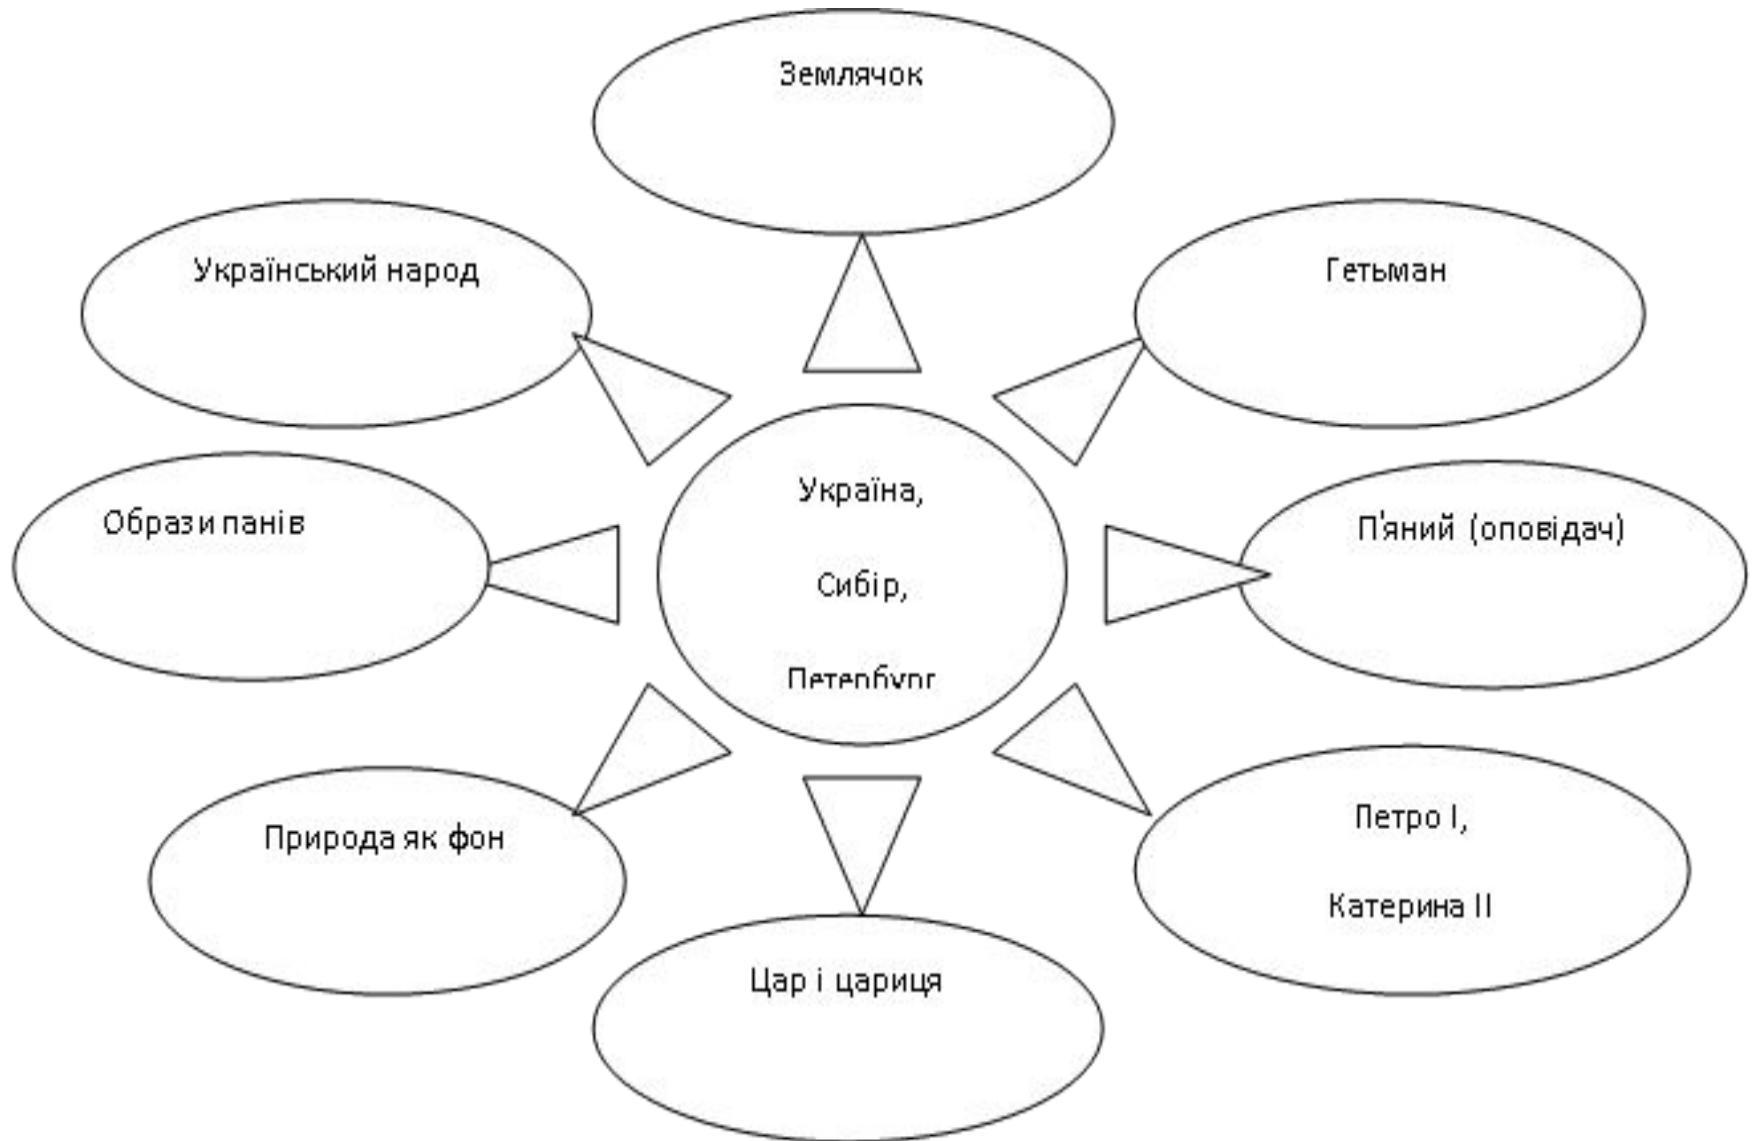 Землячок
Український народ
Гетьман
Образи панів
Україна,
Сибір,
Петербург
П'яний (оповідач)
Природа як фон
Петро І,
Катерина ІІ
Цар і цариця